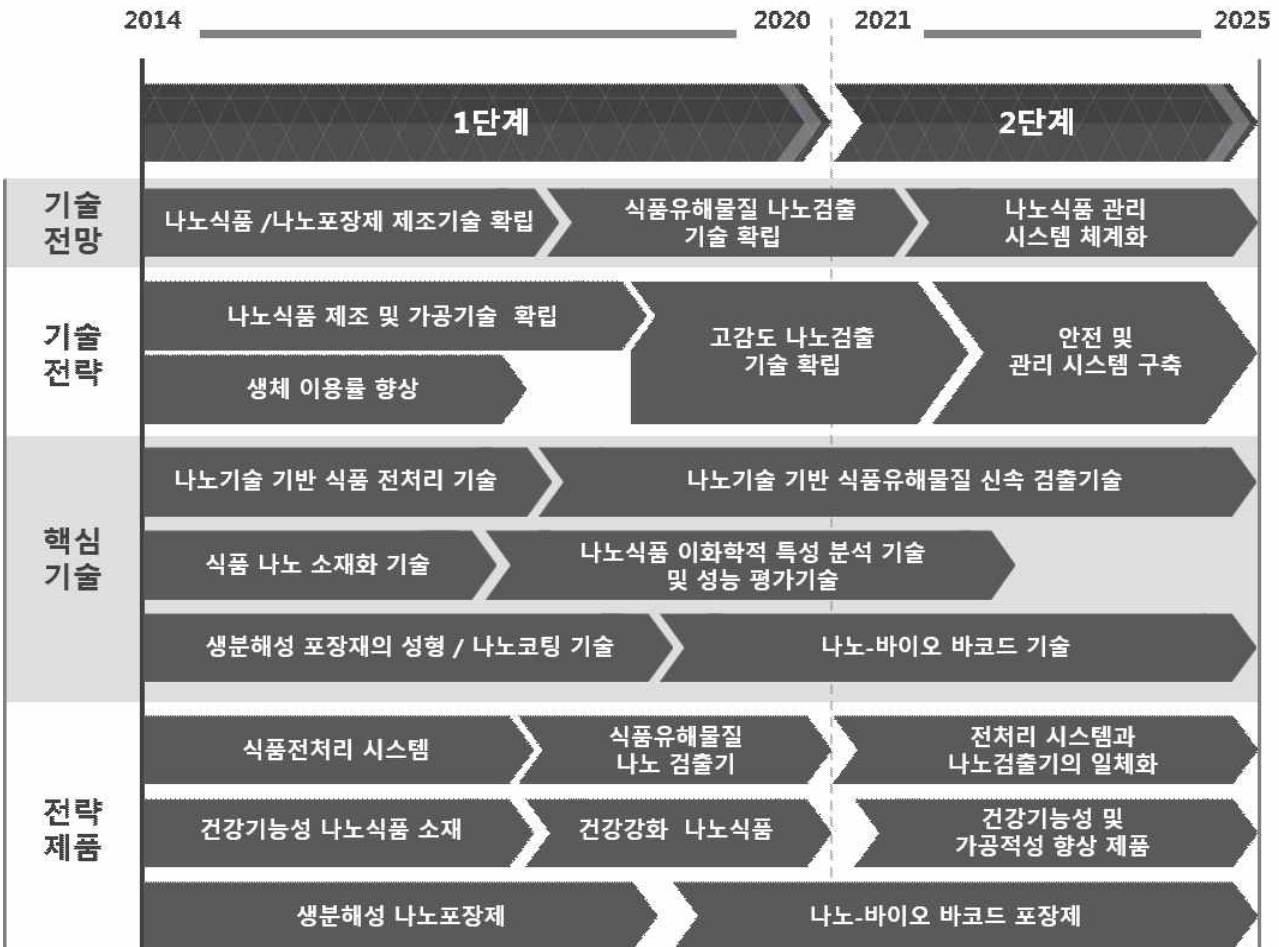 2014
2020
2021
2025
1단계
2단계
기술
전망
나노식품 /나노포장제 제조기술 확립
식품유해물질 나노검출
기술 확립
나노식품 관리
시스템 체계화
기술
전략
나노식품 제조 및 가공기술 확립
생체 이용률 향상
고감도 나노검출
기술 확립
안전 및
관리 시스템 구축
핵심
기술
나노기술 기반 식품 전처리 기술
나노기술 기반 식품유해물질 신속 검출기술
식품 나노 소재화 기술
나노식품 이화학적 특성 분석 기술
및 성능 평가기술
생분해성 포장재의 성형 / 나노코팅 기술
나노-바이오 바코드 기술
전략
제품
식품전처리 시스템
식품유해물질
나노 검출기
전처리 시스템과
나노검출기의 일체화
건강기능성 나노식품 소재
건강강화 나노식품
건강기능성 및
가공적성 향상 제품
생분해성 나노포장제
나노-바이오 바코드 포장제